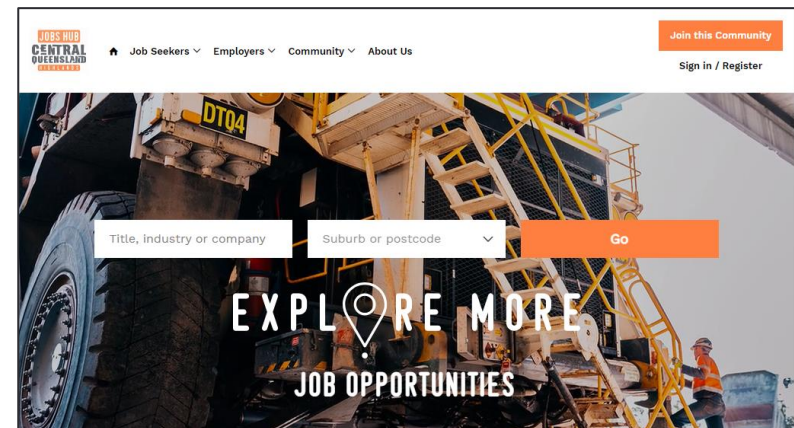 JOBS HUB
CENTRAL
QUEENSLAND
HIGHLANDS
Job Seekers
Employers
Community
About Us
Join this Community
Sign in / Register
DT04
Title, industry or company
Suburb or postcode
Go
EXPLORE MORE
JOB OPPORTUNITIES